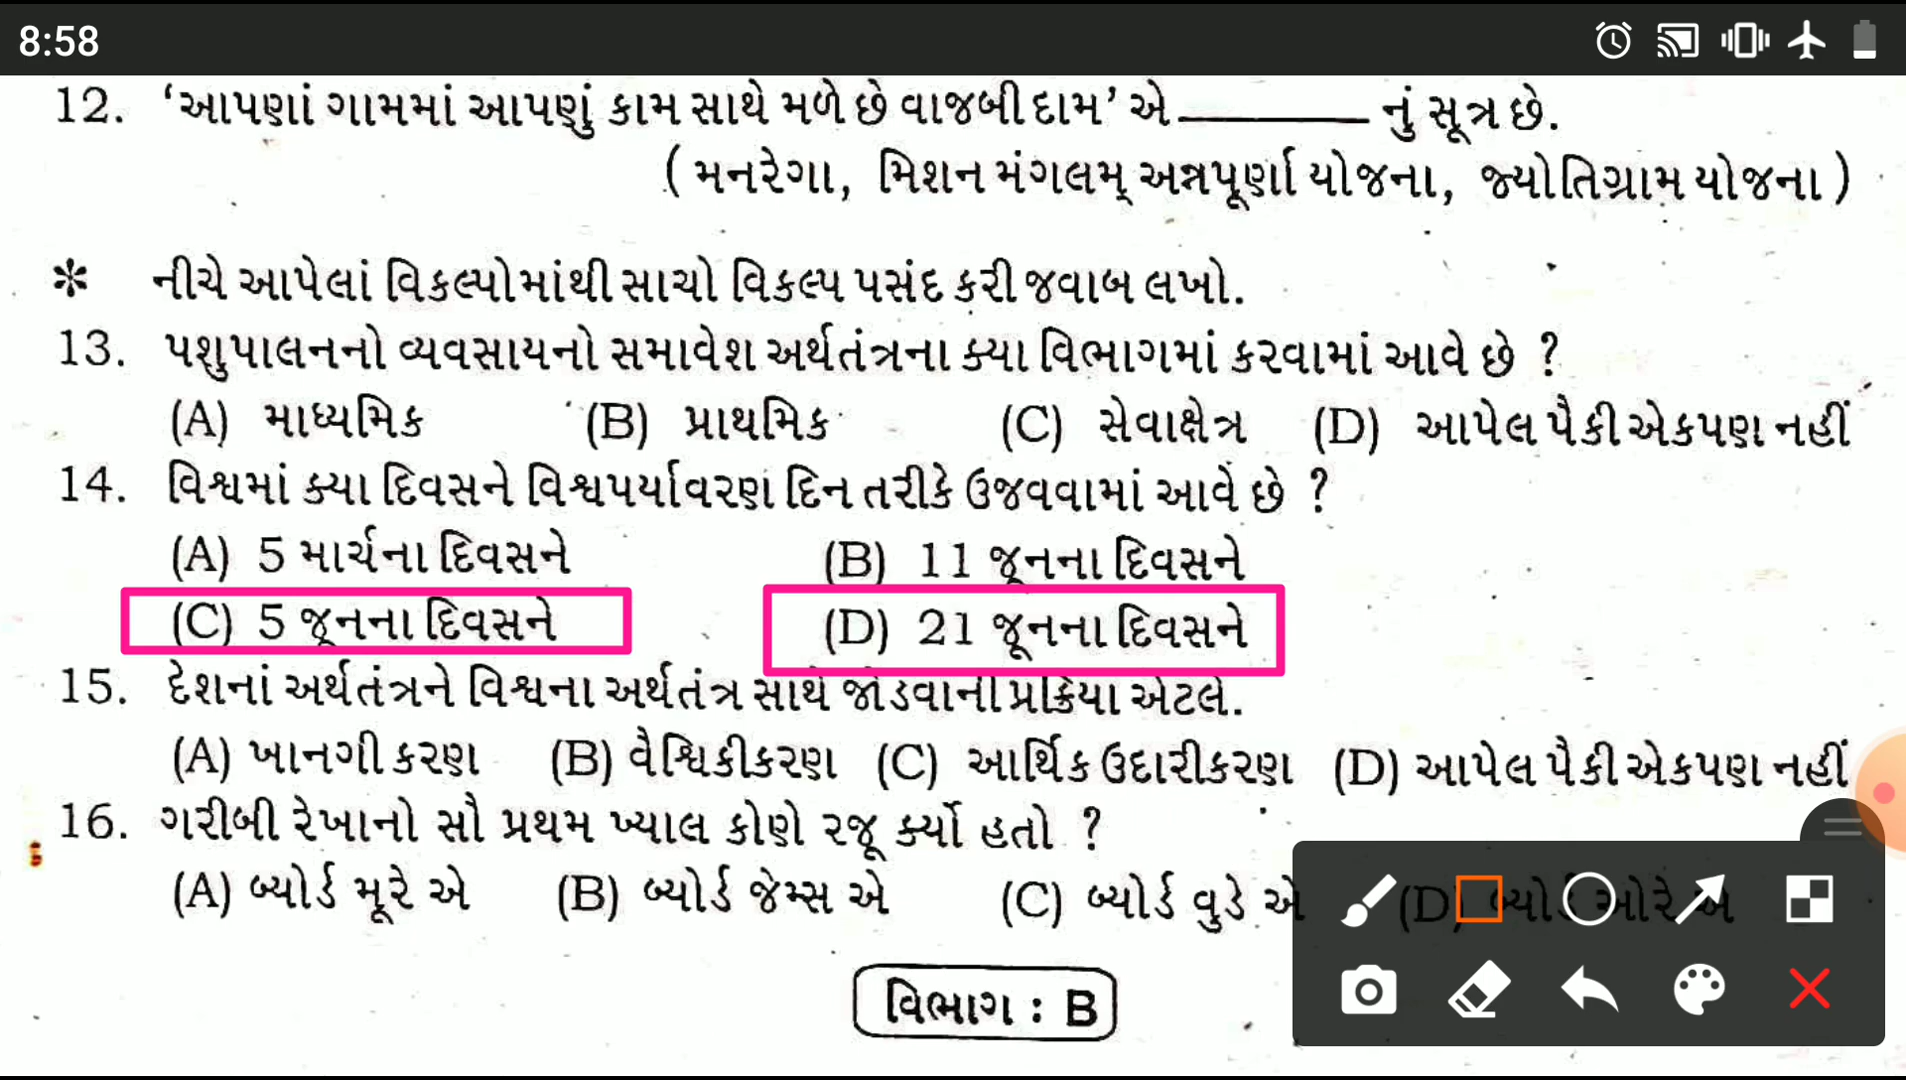 8:58
12. ‘આપણાં ગામમાં આપણું કામ સાથે મળે છે વાજબી દામ’ એ ________ નું સૂત્ર છે.
( મનરેગા, મિશન મંગલમ્ અન્નપૂર્ણા યોજના, જ્યોતિગ્રામ યોજના )
* નીચે આપેલાં વિકલ્પોમાંથી સાચો વિકલ્પ પસંદ કરી જવાબ લખો.
13. પશુપાલનનો વ્યવસાયનો સમાવેશ અર્થતંત્રના ક્યા વિભાગમાં કરવામાં આવે છે ?
(A) માધ્યમિક (B) પ્રાથમિક (C) સેવાક્ષેત્ર (D) આપેલ પૈકી એકપણ નહીં
14. વિશ્વમાં ક્યા દિવસને વિશ્વપર્યાવરણ દિન તરીકે ઉજવવામાં આવે છે ?
(A) 5 માર્ચના દિવસને (B) 11 જૂનના દિવસને
(C) 5 જૂનના દિવસને (D) 21 જૂનના દિવસને
15. દેશનાં અર્થતંત્રને વિશ્વના અર્થતંત્ર સાથે જોડવાની પ્રક્રિયા એટલે.
(A) ખાનગીકરણ (B) વૈશ્વિકીકરણ (C) આર્થિક ઉદારીકરણ (D) આપેલ પૈકી એકપણ નહીં
16. ગરીબી રેખાનો સૌ પ્રથમ ખ્યાલ કોણે રજૂ ર્ક્યો હતો ?
(A) બ્યોર્ડ મૂરે એ (B) બ્યોર્ડ જેમ્સ એ (C) બ્યોર્ડ વુડે એ (D) બ્યોર્ડ ઓરે એ
વિભાગ : B